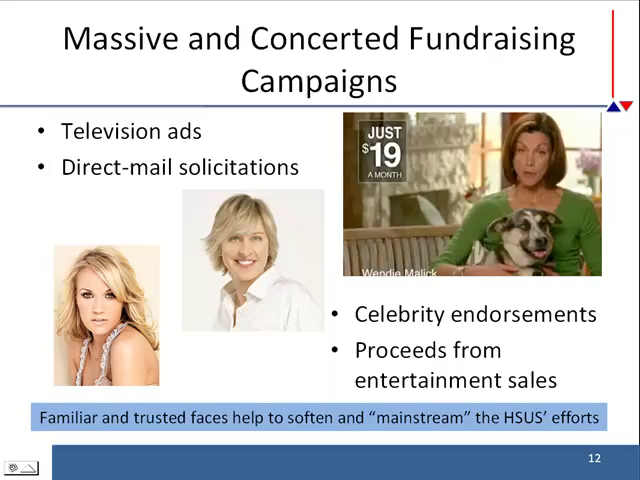 Massive and Concerted Fundraising
Campaigns
• Television ads
• Direct-mail solicitations
JUST
$19
A MONTH
Wendie Malick
• Celebrity endorsements
• Proceeds from
entertainment sales
Familiar and trusted faces help to soften and “mainstream” the HSUS’ efforts
12